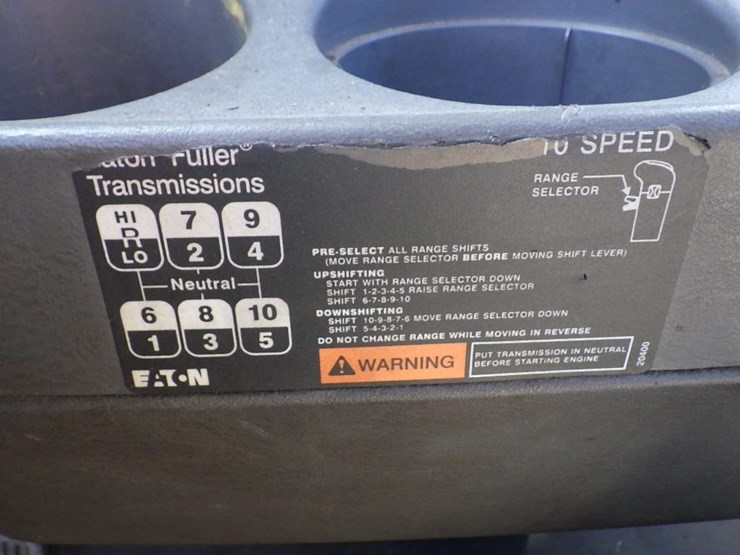 Fuller®
Transmissions
10 SPEED
RANGE
SELECTOR
HI 7 9
R
LO 2 4
Neutral
6 8 10
1 3 5
EATON
PRE-SELECT ALL RANGE SHIFTS
(MOVE RANGE SELECTOR BEFORE MOVING SHIFT LEVER)
UPSHIFTING
START WITH RANGE SELECTOR DOWN
SHIFT 1-2-3-4-5 RAISE RANGE SELECTOR
SHIFT 6-7-8-9-10
DOWNSHIFTING
SHIFT 10-9-8-7-6 MOVE RANGE SELECTOR DOWN
SHIFT 5-4-3-2-1
DO NOT CHANGE RANGE WHILE MOVING IN REVERSE
WARNING
PUT TRANSMISSION IN NEUTRAL
BEFORE STARTING ENGINE
20400